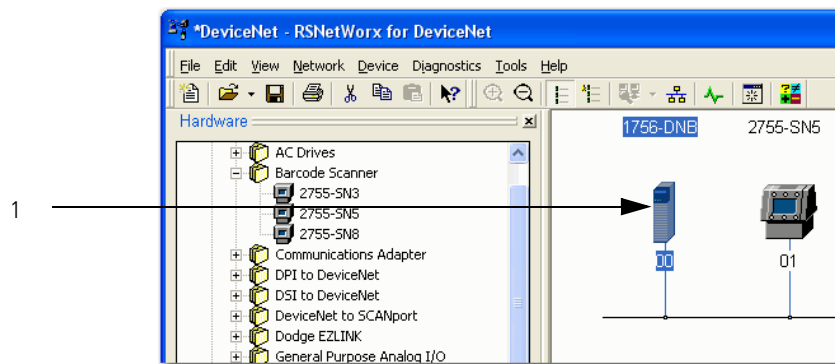 *DeviceNet - RSNetWorx for DeviceNet
File Edit View Network Device Diagnostics Tools Help
Hardware
AC Drives
Barcode Scanner
2755-SN3
2755-SN5
2755-SN8
Communications Adapter
DPI to DeviceNet
DSI to DeviceNet
DeviceNet to SCANport
Dodge EZLINK
General Purpose Analog I/O
1756-DNB 2755-SN5
00 01
1